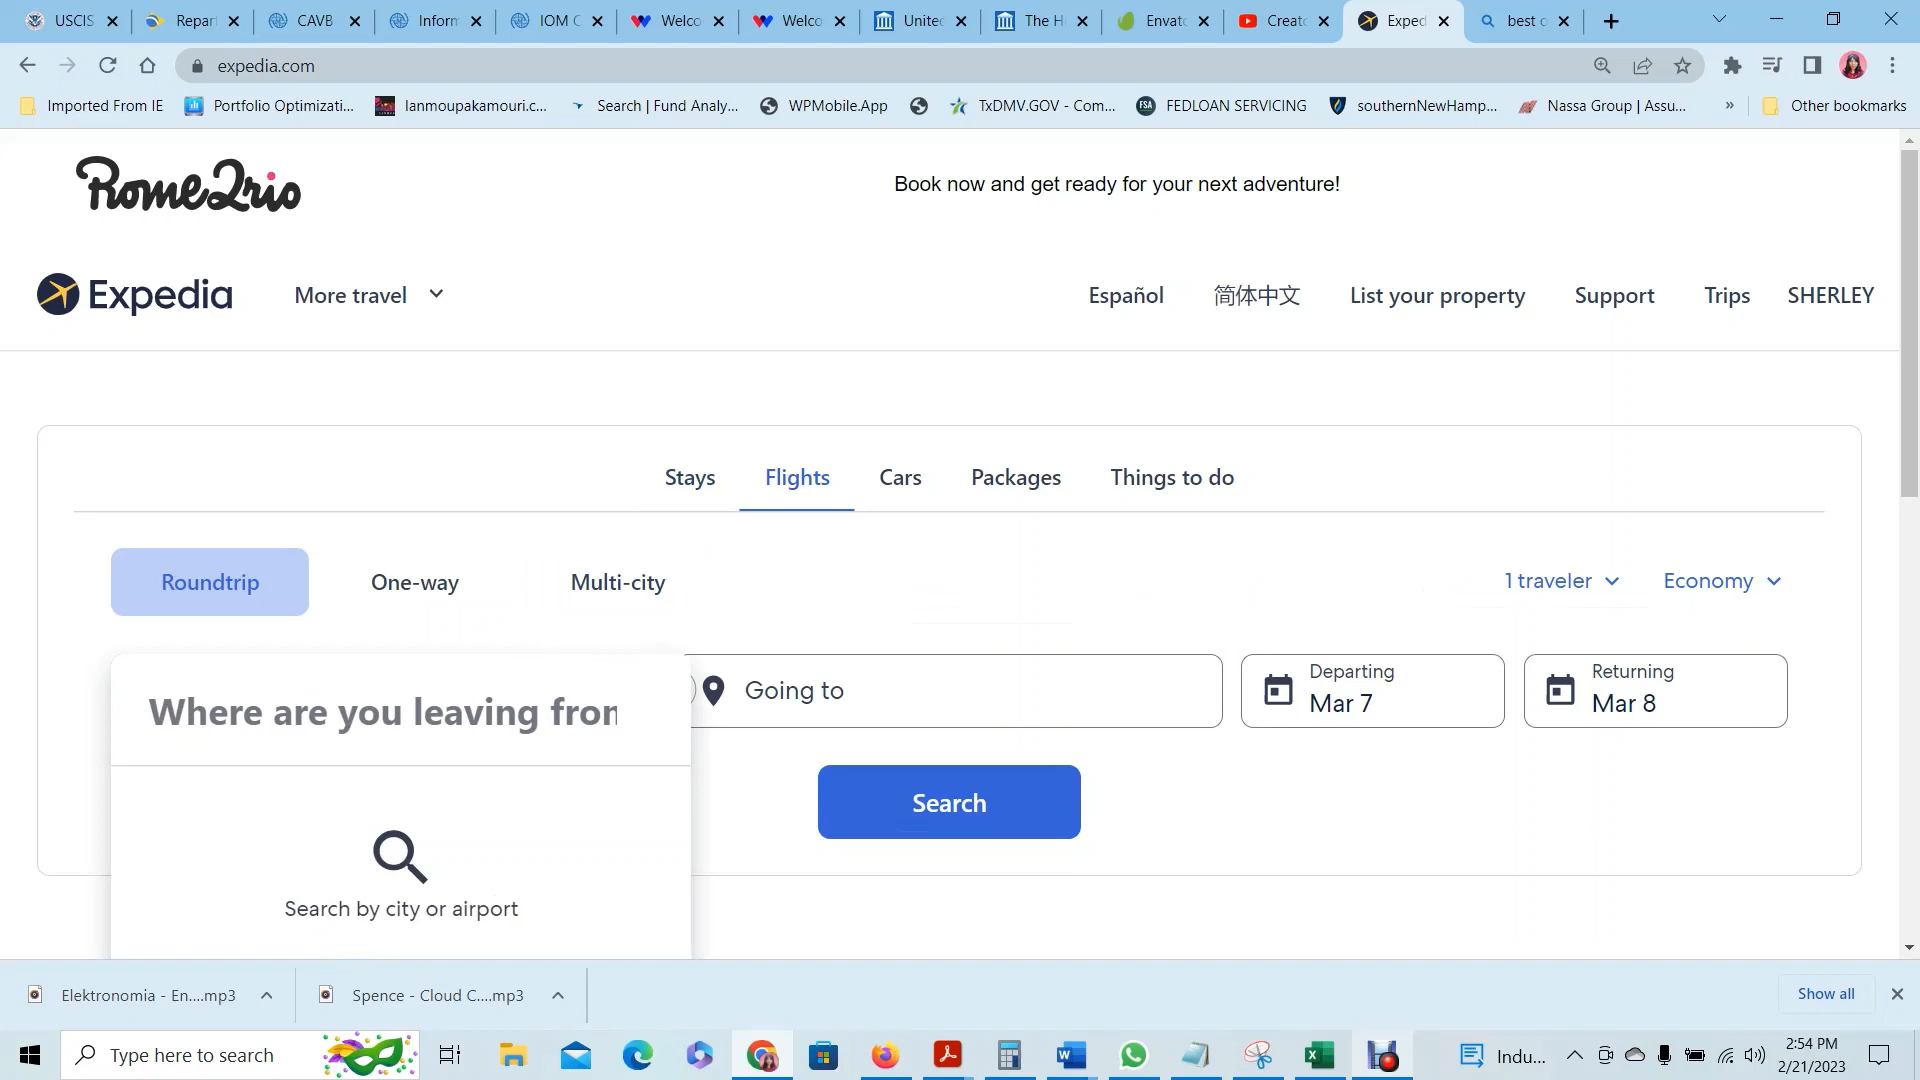 USCIS
Repar
CAVB
Inform
IOM C
Welco
Welco
United
The H
Envato
Create
Exped
best c
expedia.com
Imported From IE
Portfolio Optimizati...
lanmoupakamouri.c...
Search | Fund Analy...
WPMobile.App
TxDMV.GOV - Com...
FSA
FEDLOAN SERVICING
southernNewHamp...
Nassa Group | Assu...
»
Other bookmarks
Rome2rio
Book now and get ready for your next adventure!
Expedia
More travel
Español
简体中文
List your property
Support
Trips
SHERLEY
Stays
Flights
Cars
Packages
Things to do
Roundtrip
One-way
Multi-city
1 traveler
Economy
Where are you leaving from
Going to
Departing
Mar 7
Returning
Mar 8
Search
Search by city or airport
Elektronomia - En....mp3
Spence - Cloud C....mp3
Show all
Type here to search
Indu...
2:54 PM
2/21/2023